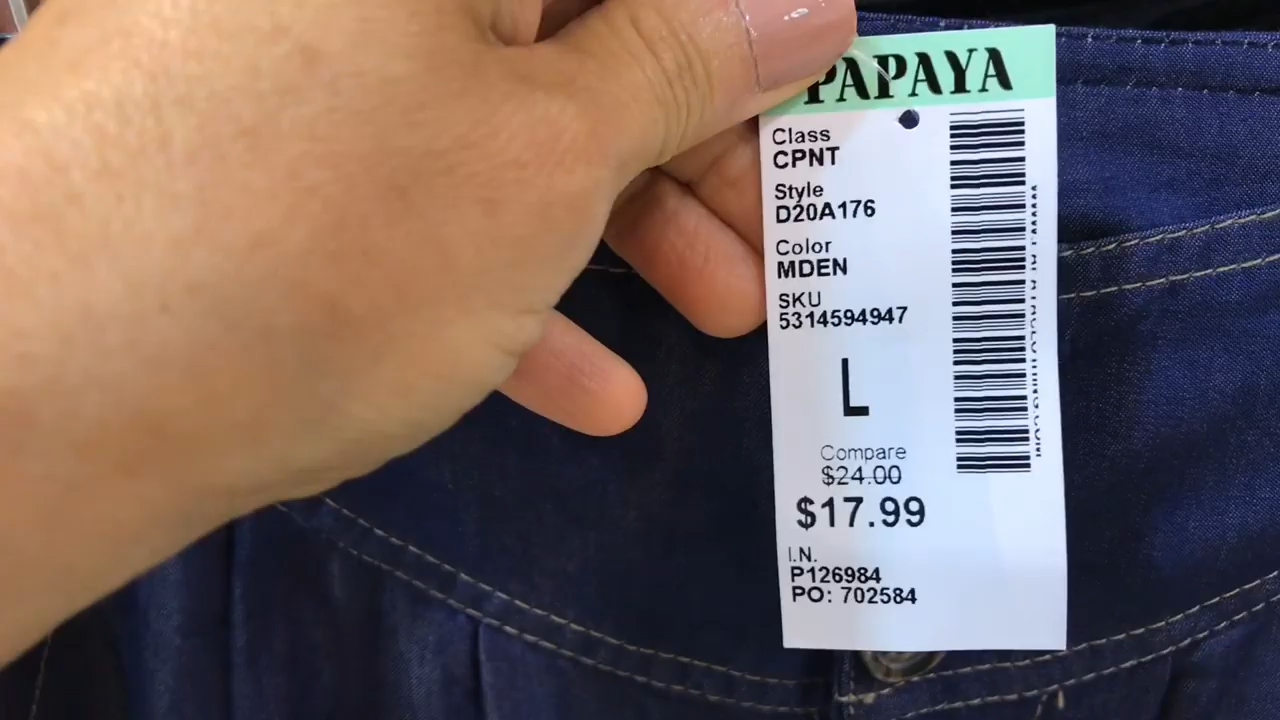 PAPAYA
Class
CPNT
Style
D20A176
Color
MDEN
SKU
5314594947
L
Compare
$24.00
$17.99
I.N.
P126984
PO: 702584